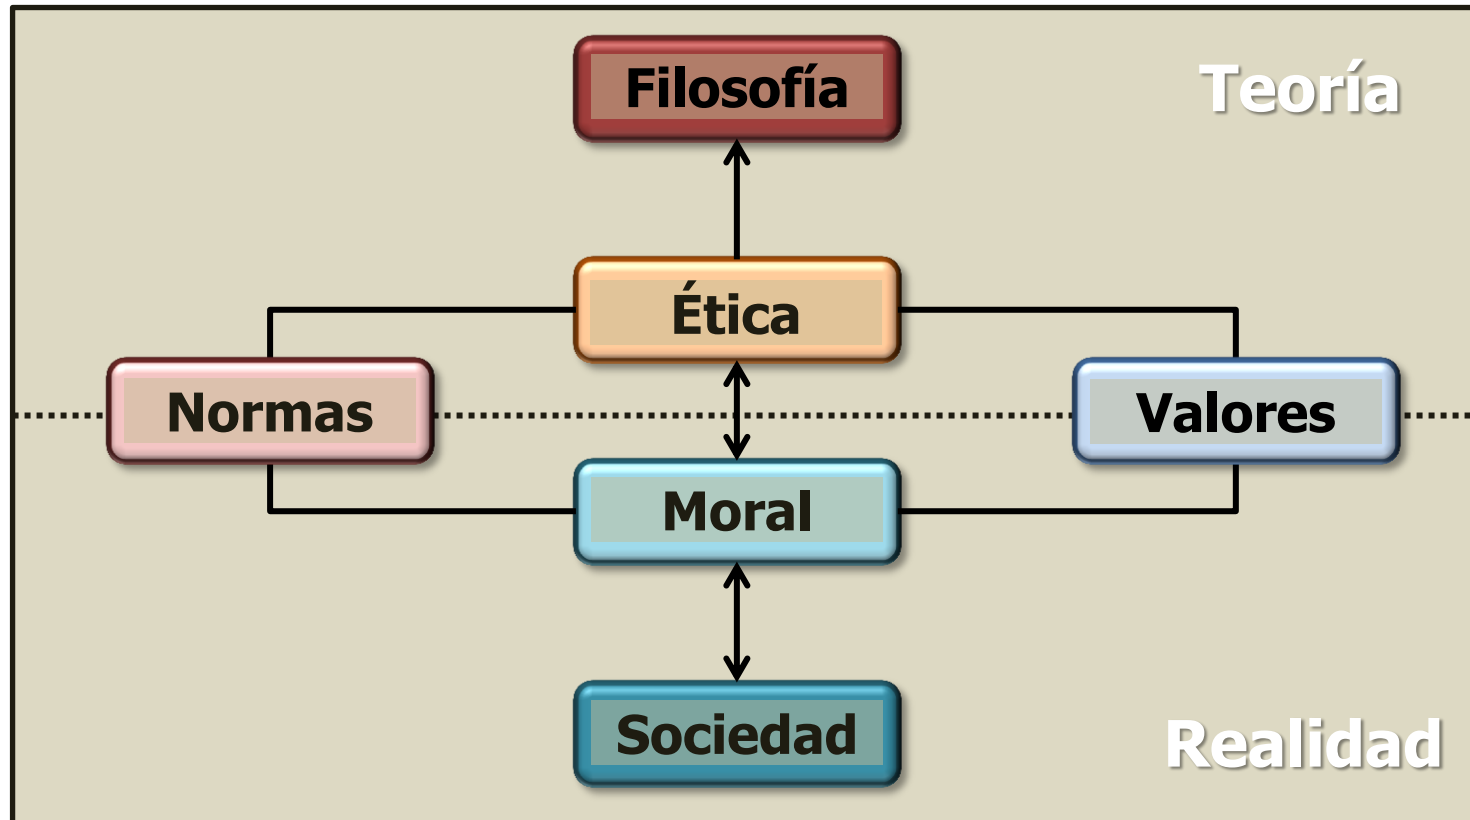 Filosofía
Teoría
Ética
Normas
Valores
Moral
Sociedad
Realidad